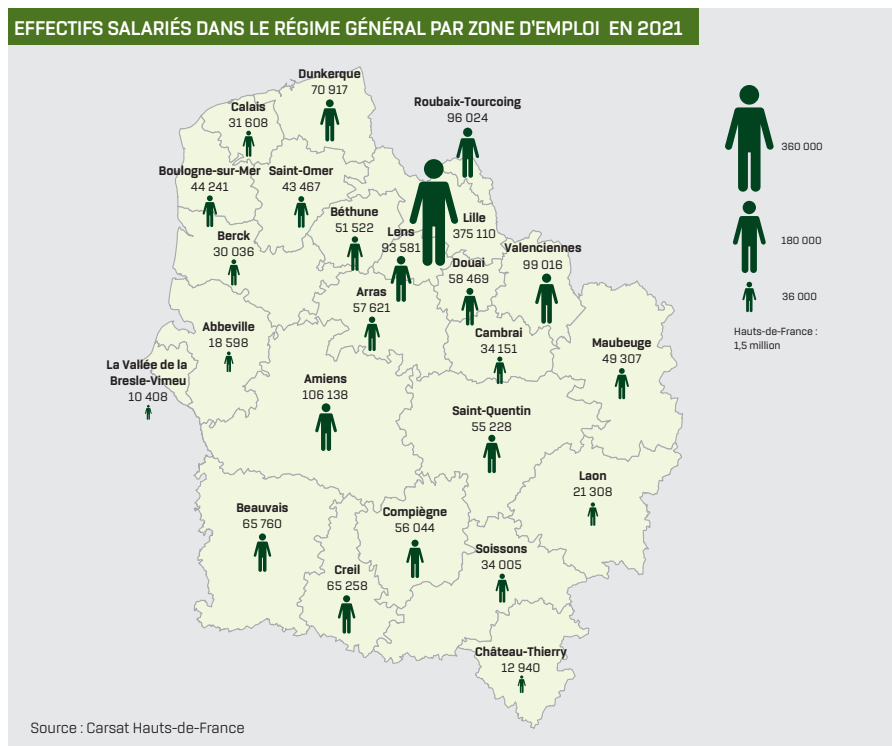 EFFECTIFS SALARIÉS DANS LE RÉGIME GÉNÉRAL PAR ZONE D'EMPLOI EN 2021
Dunkerque
70 917
Calais
31 608
Roubaix-Tourcoing
96 024
Boulogne-sur-Mer
44 241
Saint-Omer
43 467
Béthune
51 522
Lille
375 110
Lens
93 581
Berck
30 036
Valenciennes
99 016
Douai
58 469
Arras
57 621
Abbeville
18 598
Cambrai
34 151
Maubeuge
49 307
La Vallée de la
Bresle-Vimeu
10 408
Amiens
106 138
Saint-Quentin
55 228
Laon
21 308
Beauvais
65 760
Compiègne
56 044
Soissons
34 005
Creil
65 258
Château-Thierry
12 940
360 000
180 000
36 000
Hauts-de-France :
1,5 million
Source : Carsat Hauts-de-France